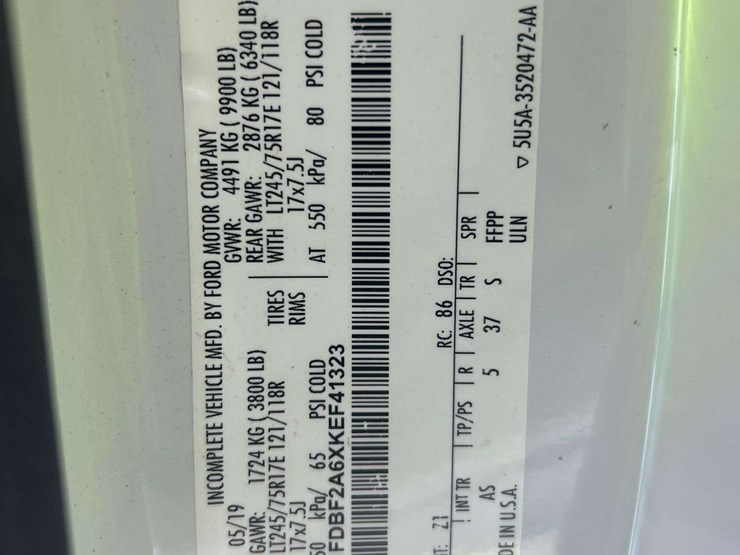 INCOMPLETE VEHICLE MFD. BY FORD MOTOR COMPANY
05/19 GVWR: 4491 KG ( 9900 LB)
GAWR: 1724 KG ( 3800 LB) REAR GAWR: 2876 KG ( 6340 LB)
LT245/75R17E 121/118R TIRES WITH LT245/75R17E 121/118R
17x7.5J RIMS 17x7.5J
50 kPa/ 65 PSI COLD AT 550 kPa/ 80 PSI COLD
FDBF2A6XKEF41323
T: Z1 RC: 86 DSO:
INT TR TP/PS R AXLE TR SPR
AS 5 37 S FFPP
DE IN U.S.A. ULN
▽ 5U5A-3520472-AA